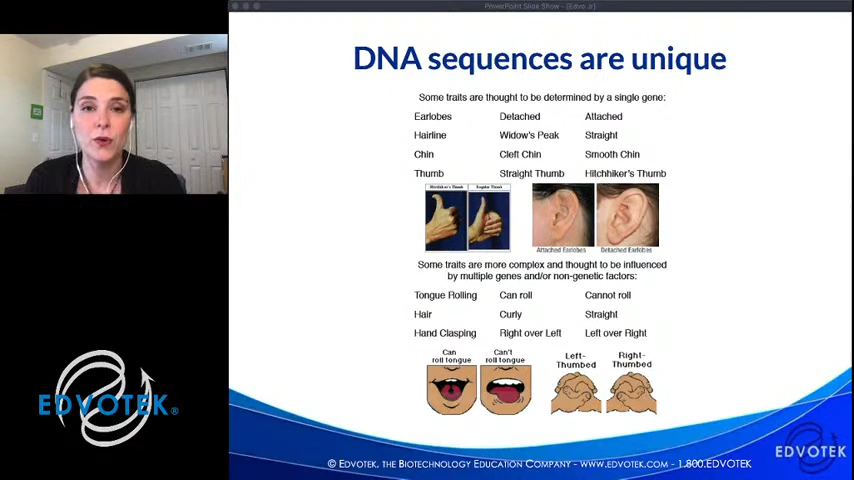 PowerPoint Slide Show - [Edvo Jr]
DNA sequences are unique
Some traits are thought to be determined by a single gene:
Earlobes Detached Attached
Hairline Widow's Peak Straight
Chin Cleft Chin Smooth Chin
Thumb Straight Thumb Hitchhiker's Thumb
Hitchhiker's Thumb Regular Thumb
Attached Earlobes Detached Earlobes
Some traits are more complex and thought to be influenced
by multiple genes and/or non-genetic factors:
Tongue Rolling Can roll Cannot roll
Hair Curly Straight
Hand Clasping Right over Left Left over Right
Can
roll tongue
Can't
roll tongue
Left-
Thumbed
Right-
Thumbed
EDVOTEK®
© EDVOTEK, THE BIOTECHNOLOGY EDUCATION COMPANY - WWW.EDVOTEK.COM - 1.800.EDVOTEK
EDVOTEK